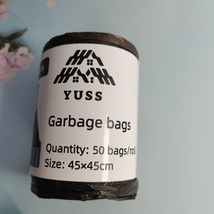 YUSS
Garbage bags
Quantity: 50 bags/roll
Size: 45×45cm